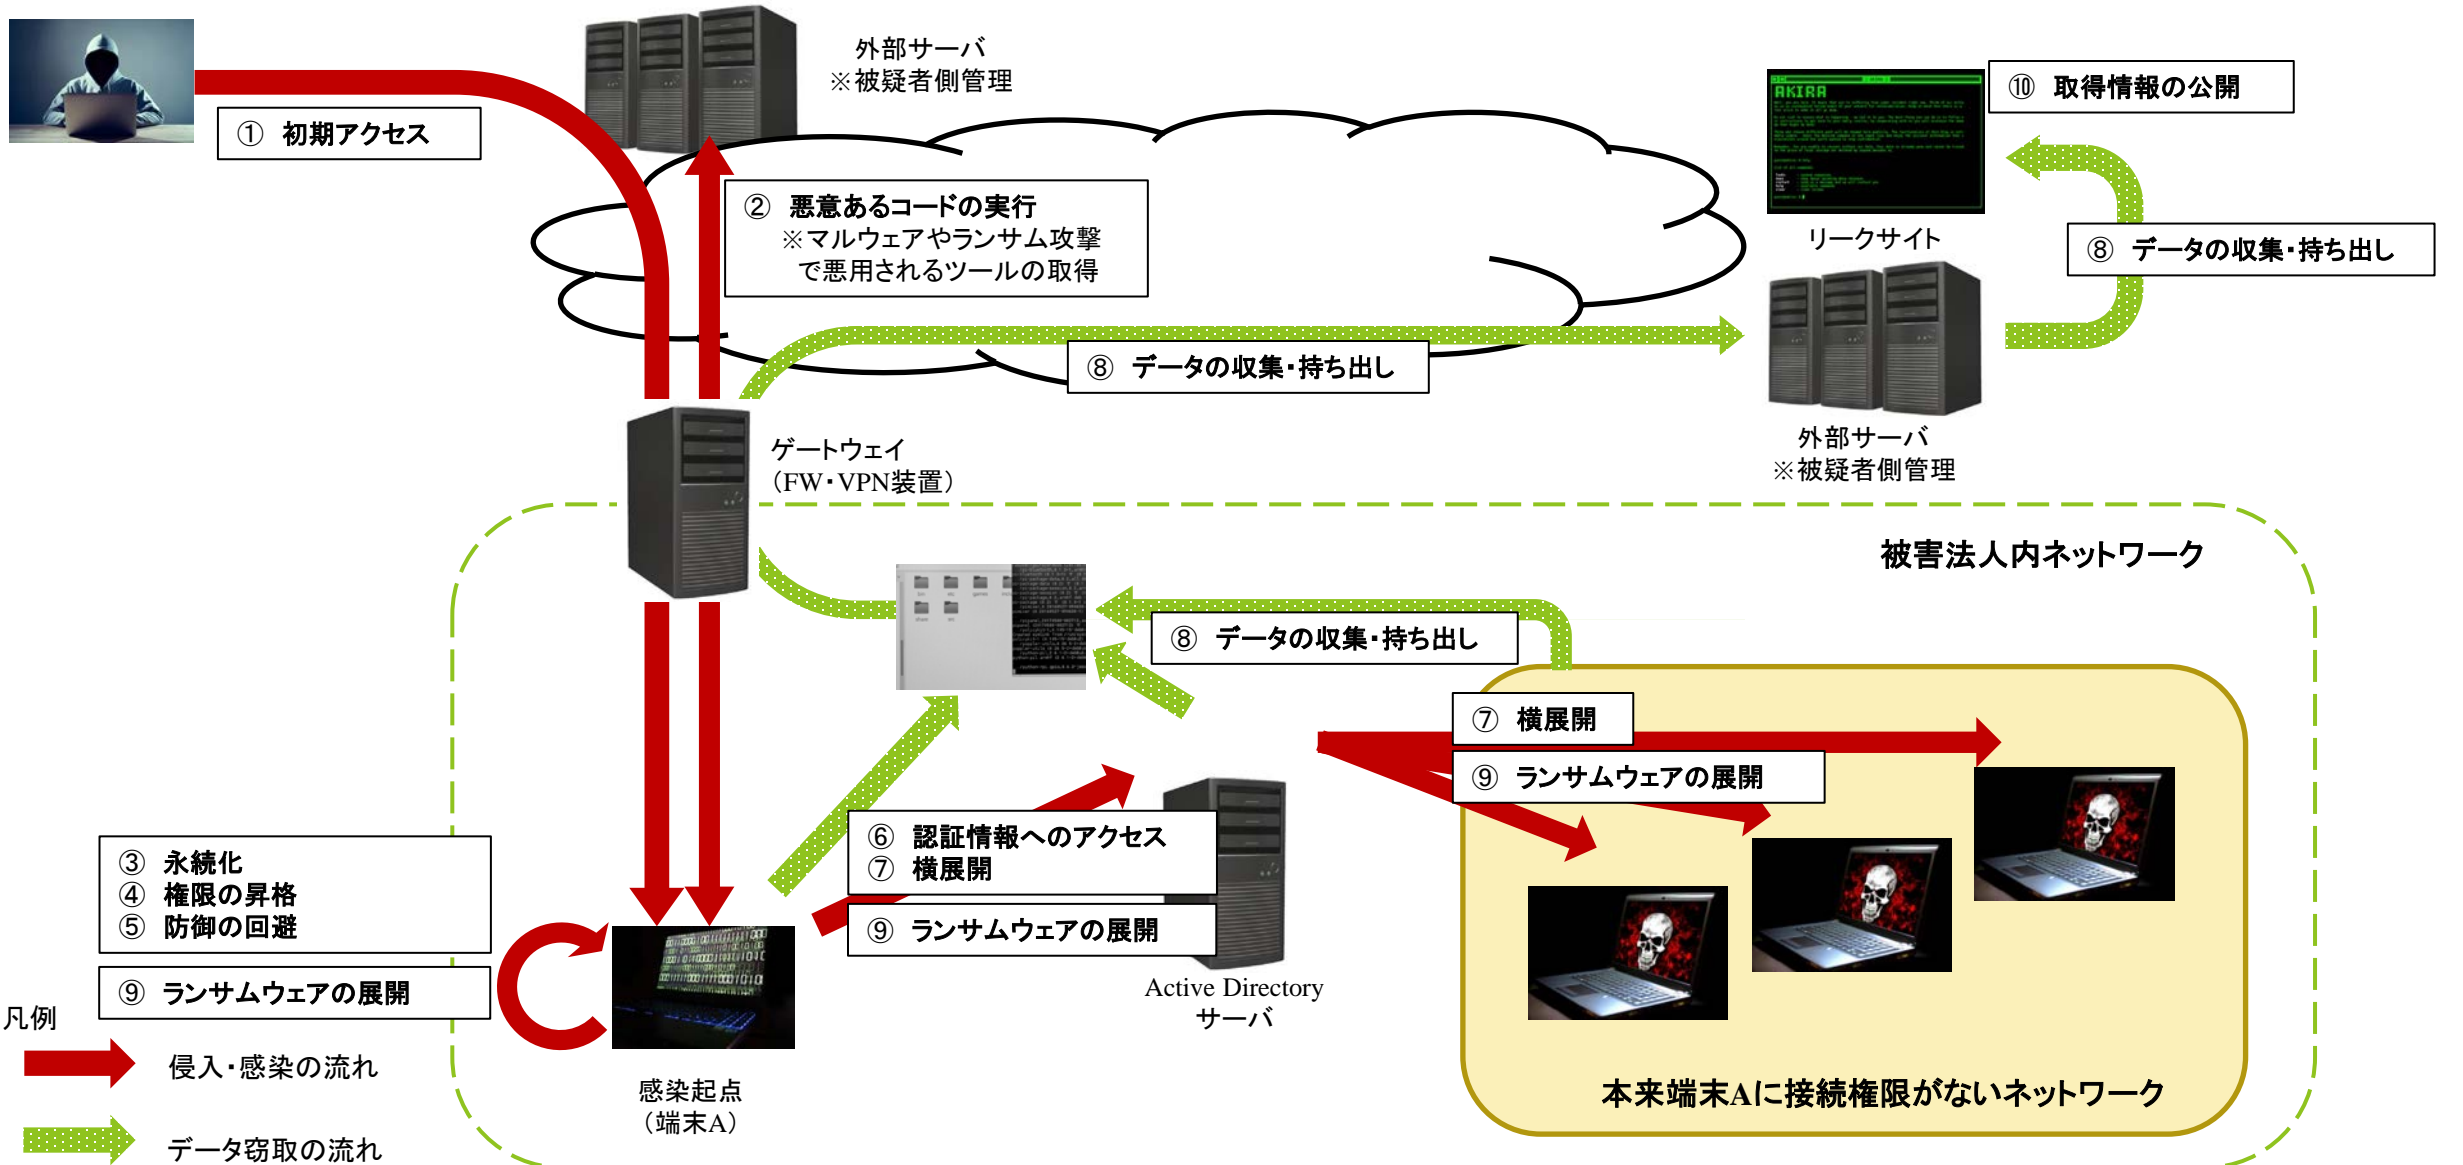 外部サーバ
※被疑者側管理
① 初期アクセス
② 悪意あるコードの実行
※マルウェアやランサム攻撃
で悪用されるツールの取得
AKIRA
リークサイト
⑩ 取得情報の公開
⑧ データの収集・持ち出し
⑧ データの収集・持ち出し
外部サーバ
※被疑者側管理
ゲートウェイ
（FW・VPN装置）
被害法人内ネットワーク
⑧ データの収集・持ち出し
⑦ 横展開
⑨ ランサムウェアの展開
⑥ 認証情報へのアクセス
⑦ 横展開
⑨ ランサムウェアの展開
③ 永続化
④ 権限の昇格
⑤ 防御の回避
⑨ ランサムウェアの展開
Active Directory
サーバ
感染起点
（端末A）
本来端末Aに接続権限がないネットワーク
凡例
侵入・感染の流れ
データ窃取の流れ